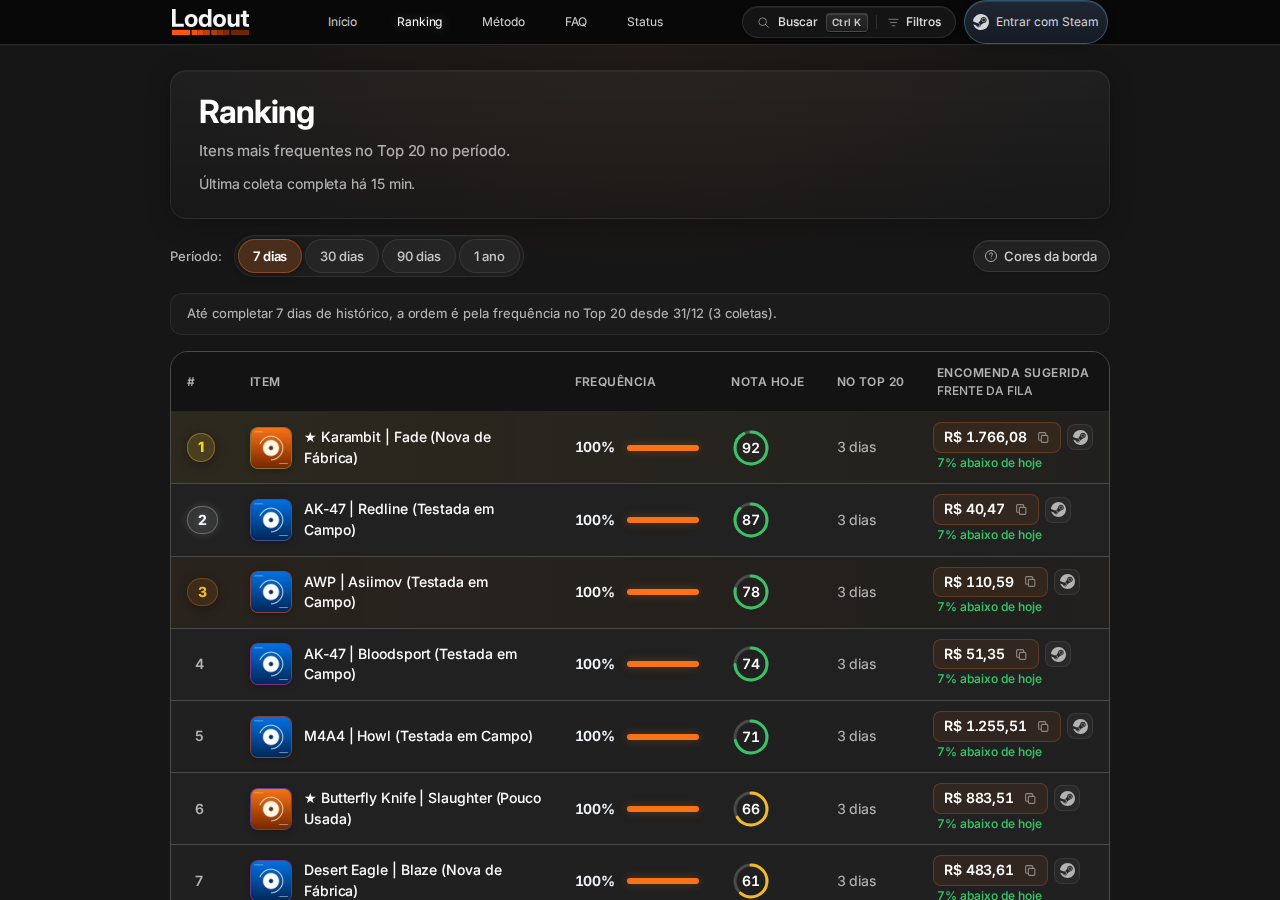 Lodout
Início
Ranking
Método
FAQ
Status
Buscar Ctrl K
Filtros
Entrar com Steam
Ranking
Itens mais frequentes no Top 20 no período.
Última coleta completa há 15 min.
Período: 7 dias 30 dias 90 dias 1 ano
Cores da borda
Até completar 7 dias de histórico, a ordem é pela frequência no Top 20 desde 31/12 (3 coletas).
# ITEM FREQUÊNCIA NOTA HOJE NO TOP 20 ENCOMENDA SUGERIDA
FRENTE DA FILA
1 ★ Karambit | Fade (Nova de
Fábrica)
100% 92 3 dias R$ 1.766,08
7% abaixo de hoje
2 AK-47 | Redline (Testada em
Campo)
100% 87 3 dias R$ 40,47
7% abaixo de hoje
3 AWP | Asiimov (Testada em
Campo)
100% 78 3 dias R$ 110,59
7% abaixo de hoje
4 AK-47 | Bloodsport (Testada em
Campo)
100% 74 3 dias R$ 51,35
7% abaixo de hoje
5 M4A4 | Howl (Testada em Campo)
100% 71 3 dias R$ 1.255,51
7% abaixo de hoje
6 ★ Butterfly Knife | Slaughter (Pouco
Usada)
100% 66 3 dias R$ 883,51
7% abaixo de hoje
7 Desert Eagle | Blaze (Nova de
Fábrica)
100% 61 3 dias R$ 483,61
7% abaixo de hoje